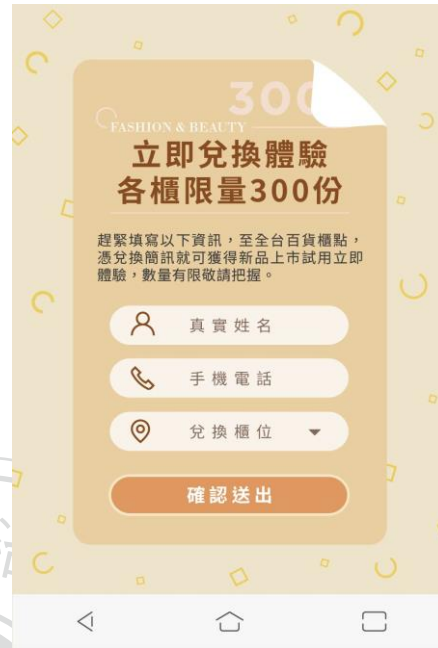 300
FASHION & BEAUTY
立即兌換體驗
各櫃限量300份
趕緊填寫以下資訊，至全台百貨櫃點，
憑兌換簡訊就可獲得新品上市試用立即
體驗，數量有限敬請把握。
真實姓名
手機電話
兌換櫃位
確認送出